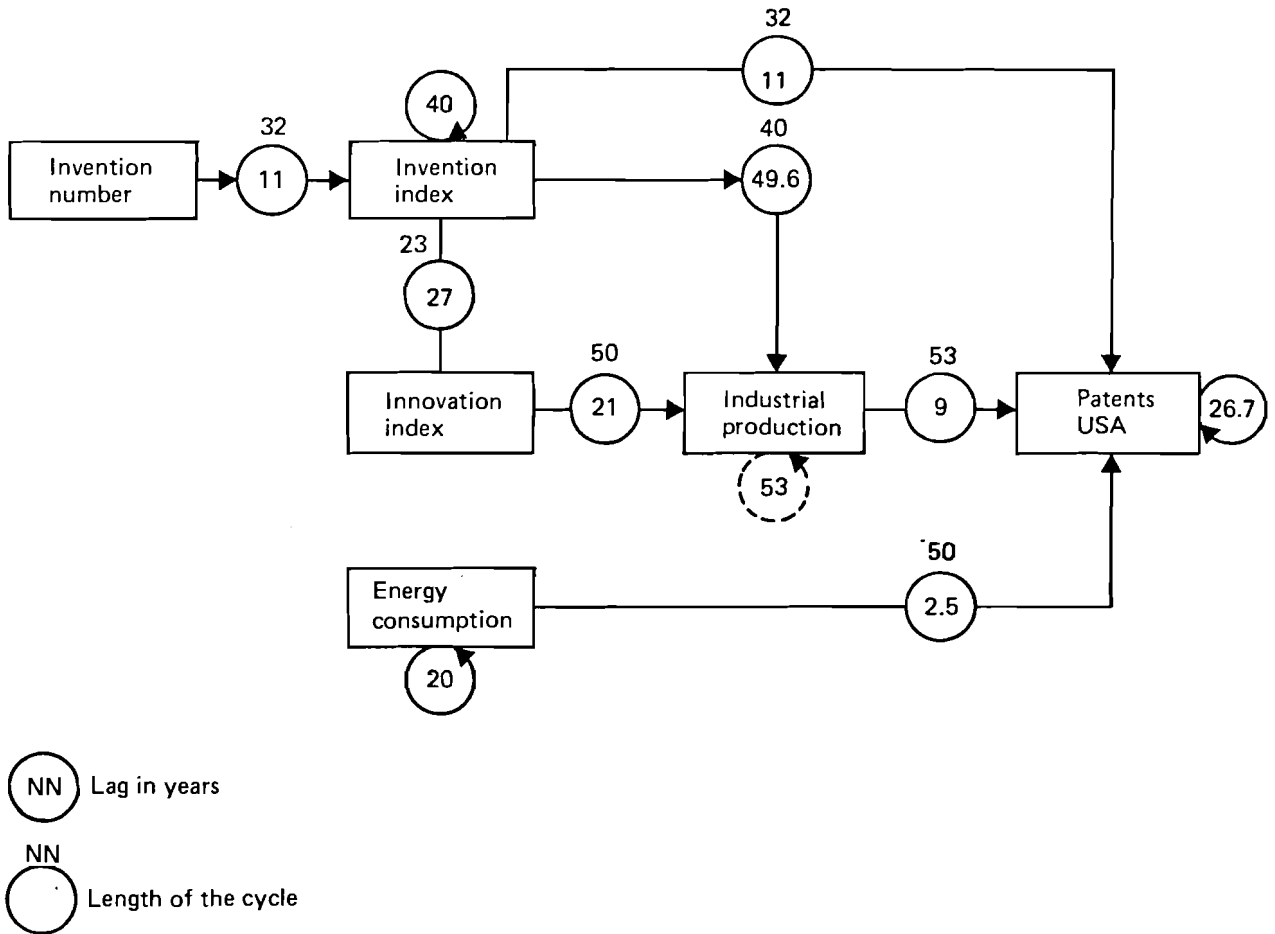 32
11
40
32
40
Invention
number
11
Invention
index
49.6
23
27
50
53
Innovation
index
21
Industrial
production
9
Patents
USA
26.7
53
50
Energy
consumption
2.5
20
NN Lag in years
NN
Length of the cycle